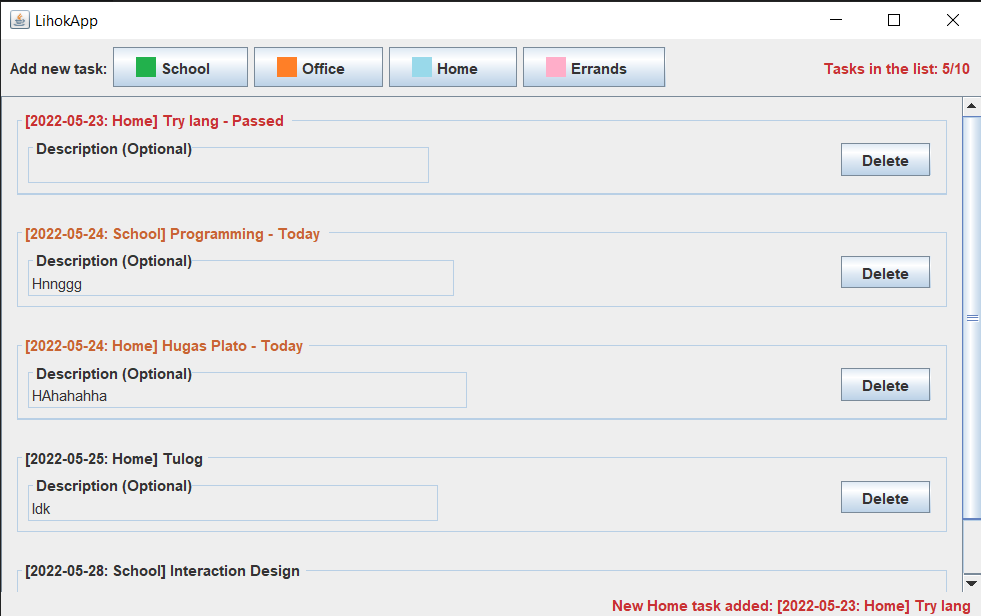 LihokApp
Add new task: School Office Home Errands Tasks in the list: 5/10
[2022-05-23: Home] Try lang - Passed
Description (Optional)
Delete
[2022-05-24: School] Programming - Today
Description (Optional)
Hnnggg
Delete
[2022-05-24: Home] Hugas Plato - Today
Description (Optional)
HAhahahha
Delete
[2022-05-25: Home] Tulog
Description (Optional)
Idk
Delete
[2022-05-28: School] Interaction Design
New Home task added: [2022-05-23: Home] Try lang